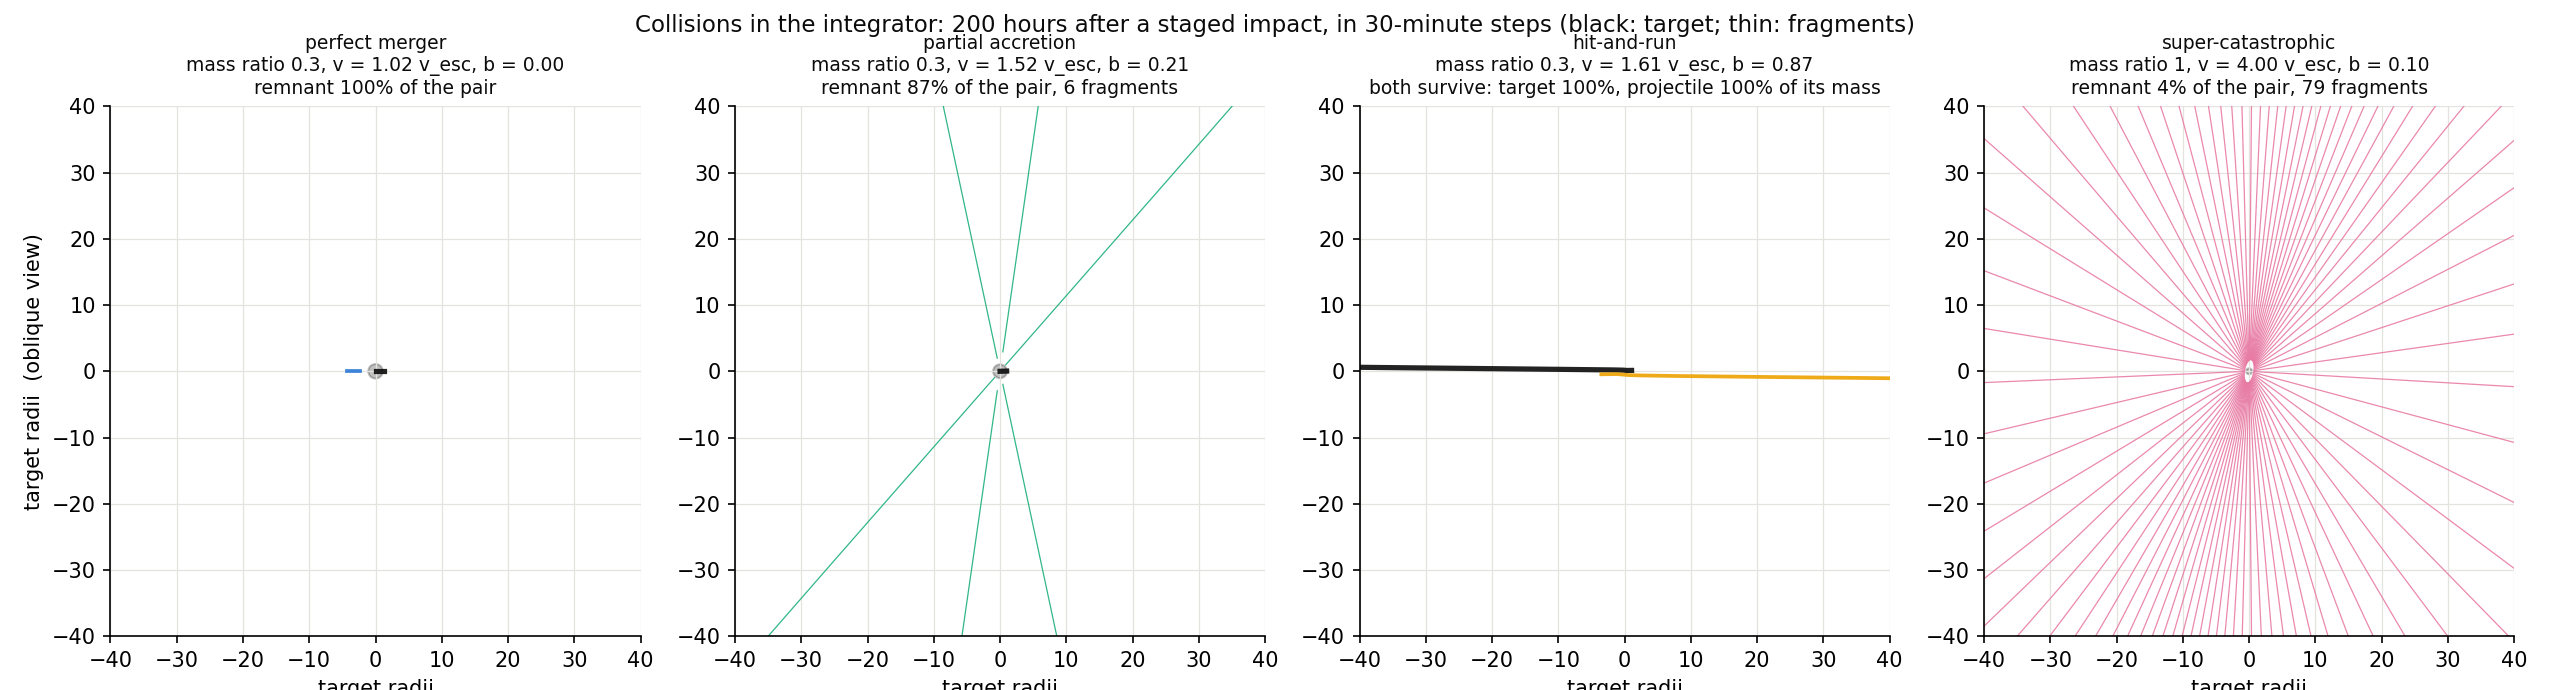 Collisions in the integrator: 200 hours after a staged impact, in 30-minute steps (black: target; thin: fragments)
perfect merger
mass ratio 0.3, v = 1.02 v_esc, b = 0.00
remnant 100% of the pair
40
30
20
10
0
−10
−20
−30
−40
−40 −30 −20 −10 0 10 20 30 40
target radii (oblique view)
target radii
partial accretion
mass ratio 0.3, v = 1.52 v_esc, b = 0.21
remnant 87% of the pair, 6 fragments
40
30
20
10
0
−10
−20
−30
−40
−40 −30 −20 −10 0 10 20 30 40
target radii
hit-and-run
mass ratio 0.3, v = 1.61 v_esc, b = 0.87
both survive: target 100%, projectile 100% of its mass
40
30
20
10
0
−10
−20
−30
−40
−40 −30 −20 −10 0 10 20 30 40
target radii
super-catastrophic
mass ratio 1, v = 4.00 v_esc, b = 0.10
remnant 4% of the pair, 79 fragments
40
30
20
10
0
−10
−20
−30
−40
−40 −30 −20 −10 0 10 20 30 40
target radii